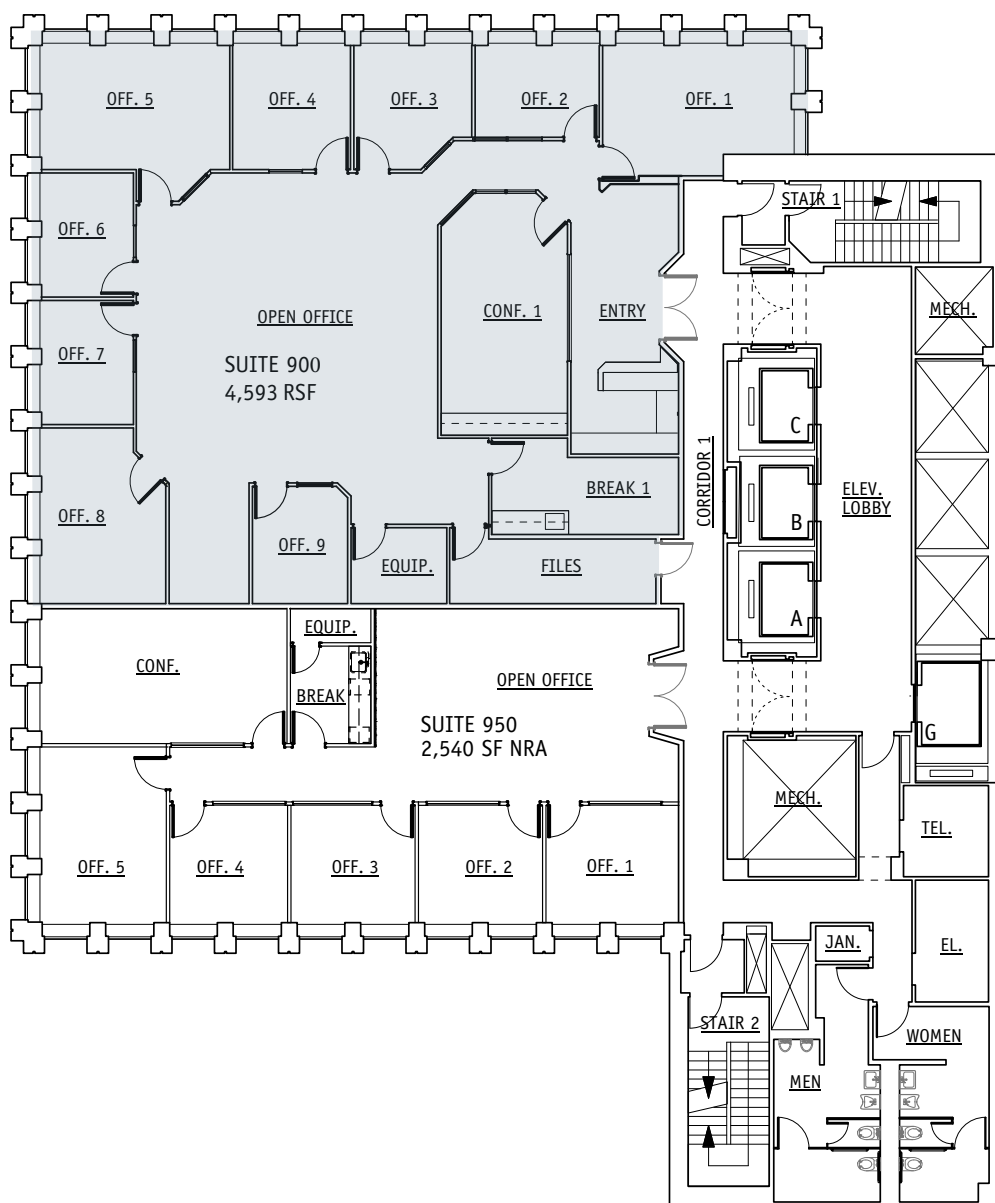 OFF. 5
OFF. 4
OFF. 3
OFF. 2
OFF. 1
STAIR 1
OFF. 6
OPEN OFFICE
CONF. 1
ENTRY
MECH.
OFF. 7
SUITE 900
4,593 RSF
C
CORRIDOR 1
ELEV.
LOBBY
BREAK 1
B
OFF. 8
OFF. 9
EQUIP.
FILES
A
EQUIP.
CONF.
BREAK
OPEN OFFICE
SUITE 950
2,540 SF NRA
G
MECH.
TEL.
OFF. 5
OFF. 4
OFF. 3
OFF. 2
OFF. 1
JAN.
EL.
STAIR 2
WOMEN
MEN